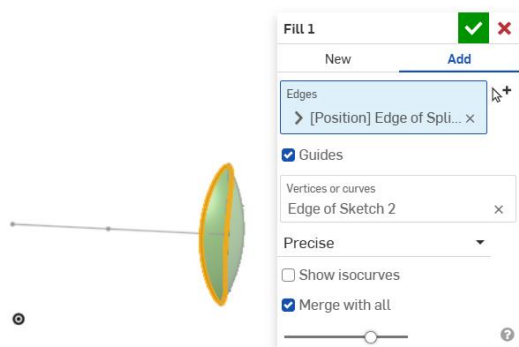 Fill 1
New Add
Edges
[Position] Edge of Spli...
Guides
Vertices or curves
Edge of Sketch 2
Precise
Show isocurves
Merge with all